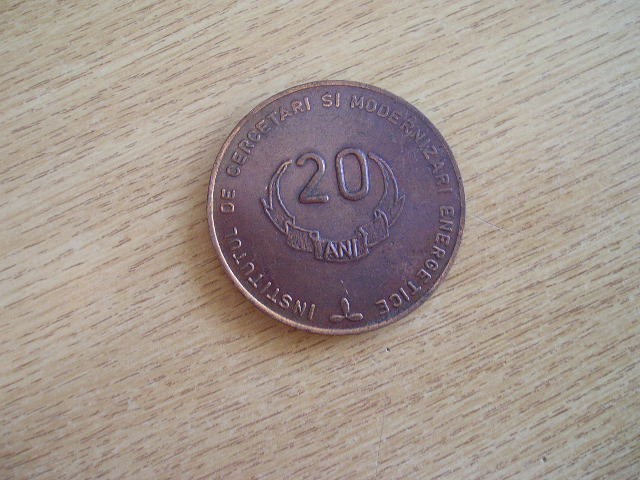 INSTITUTUL DE CERCETARI SI MODERNIZARI ENERGETICE
20
ANI